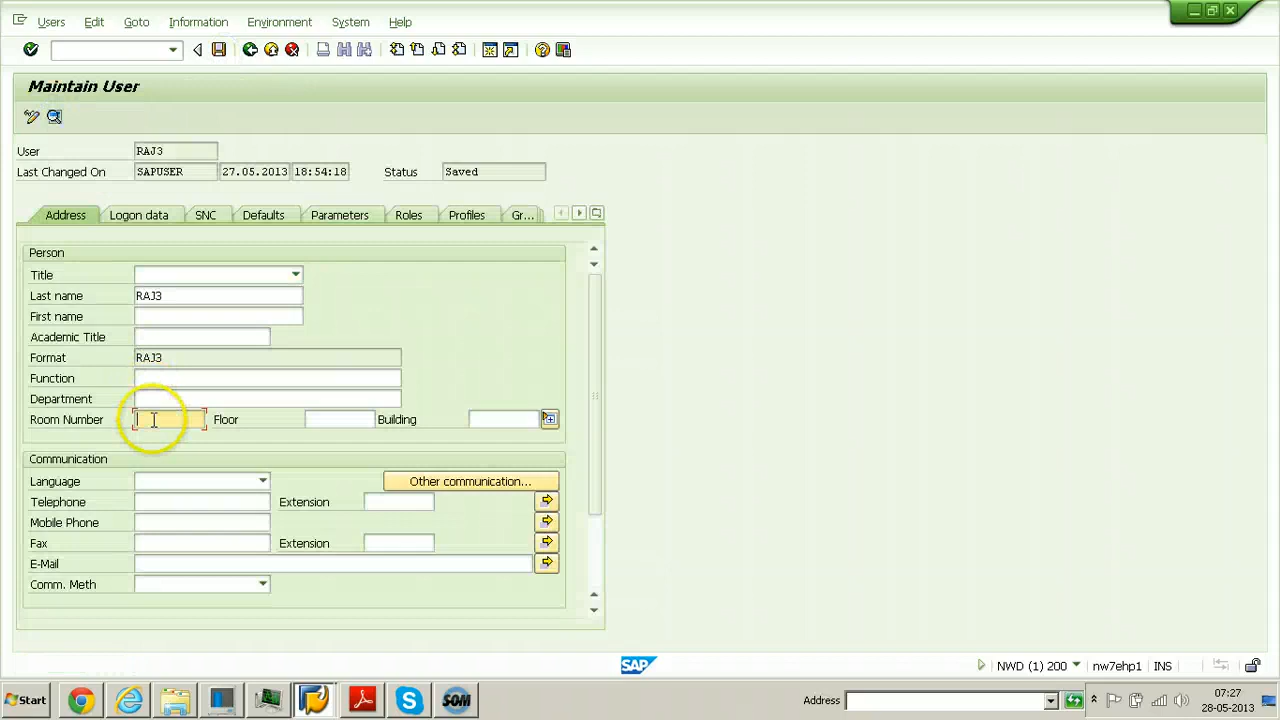 Users Edit Goto Information Environment System Help
Maintain User
User RAJ3
Last Changed On SAPUSER 27.05.2013 18:54:18 Status Saved
Address Logon data SNC Defaults Parameters Roles Profiles Gr...
Person
Title
Last name RAJ3
First name
Academic Title
Format RAJ3
Function
Department
Room Number Floor Building
Communication
Language Other communication...
Telephone Extension
Mobile Phone
Fax Extension
E-Mail
Comm. Meth
SAP NWD (1) 200 nw7ehp1 INS
Start SOM Address 07:27
28-05-2013